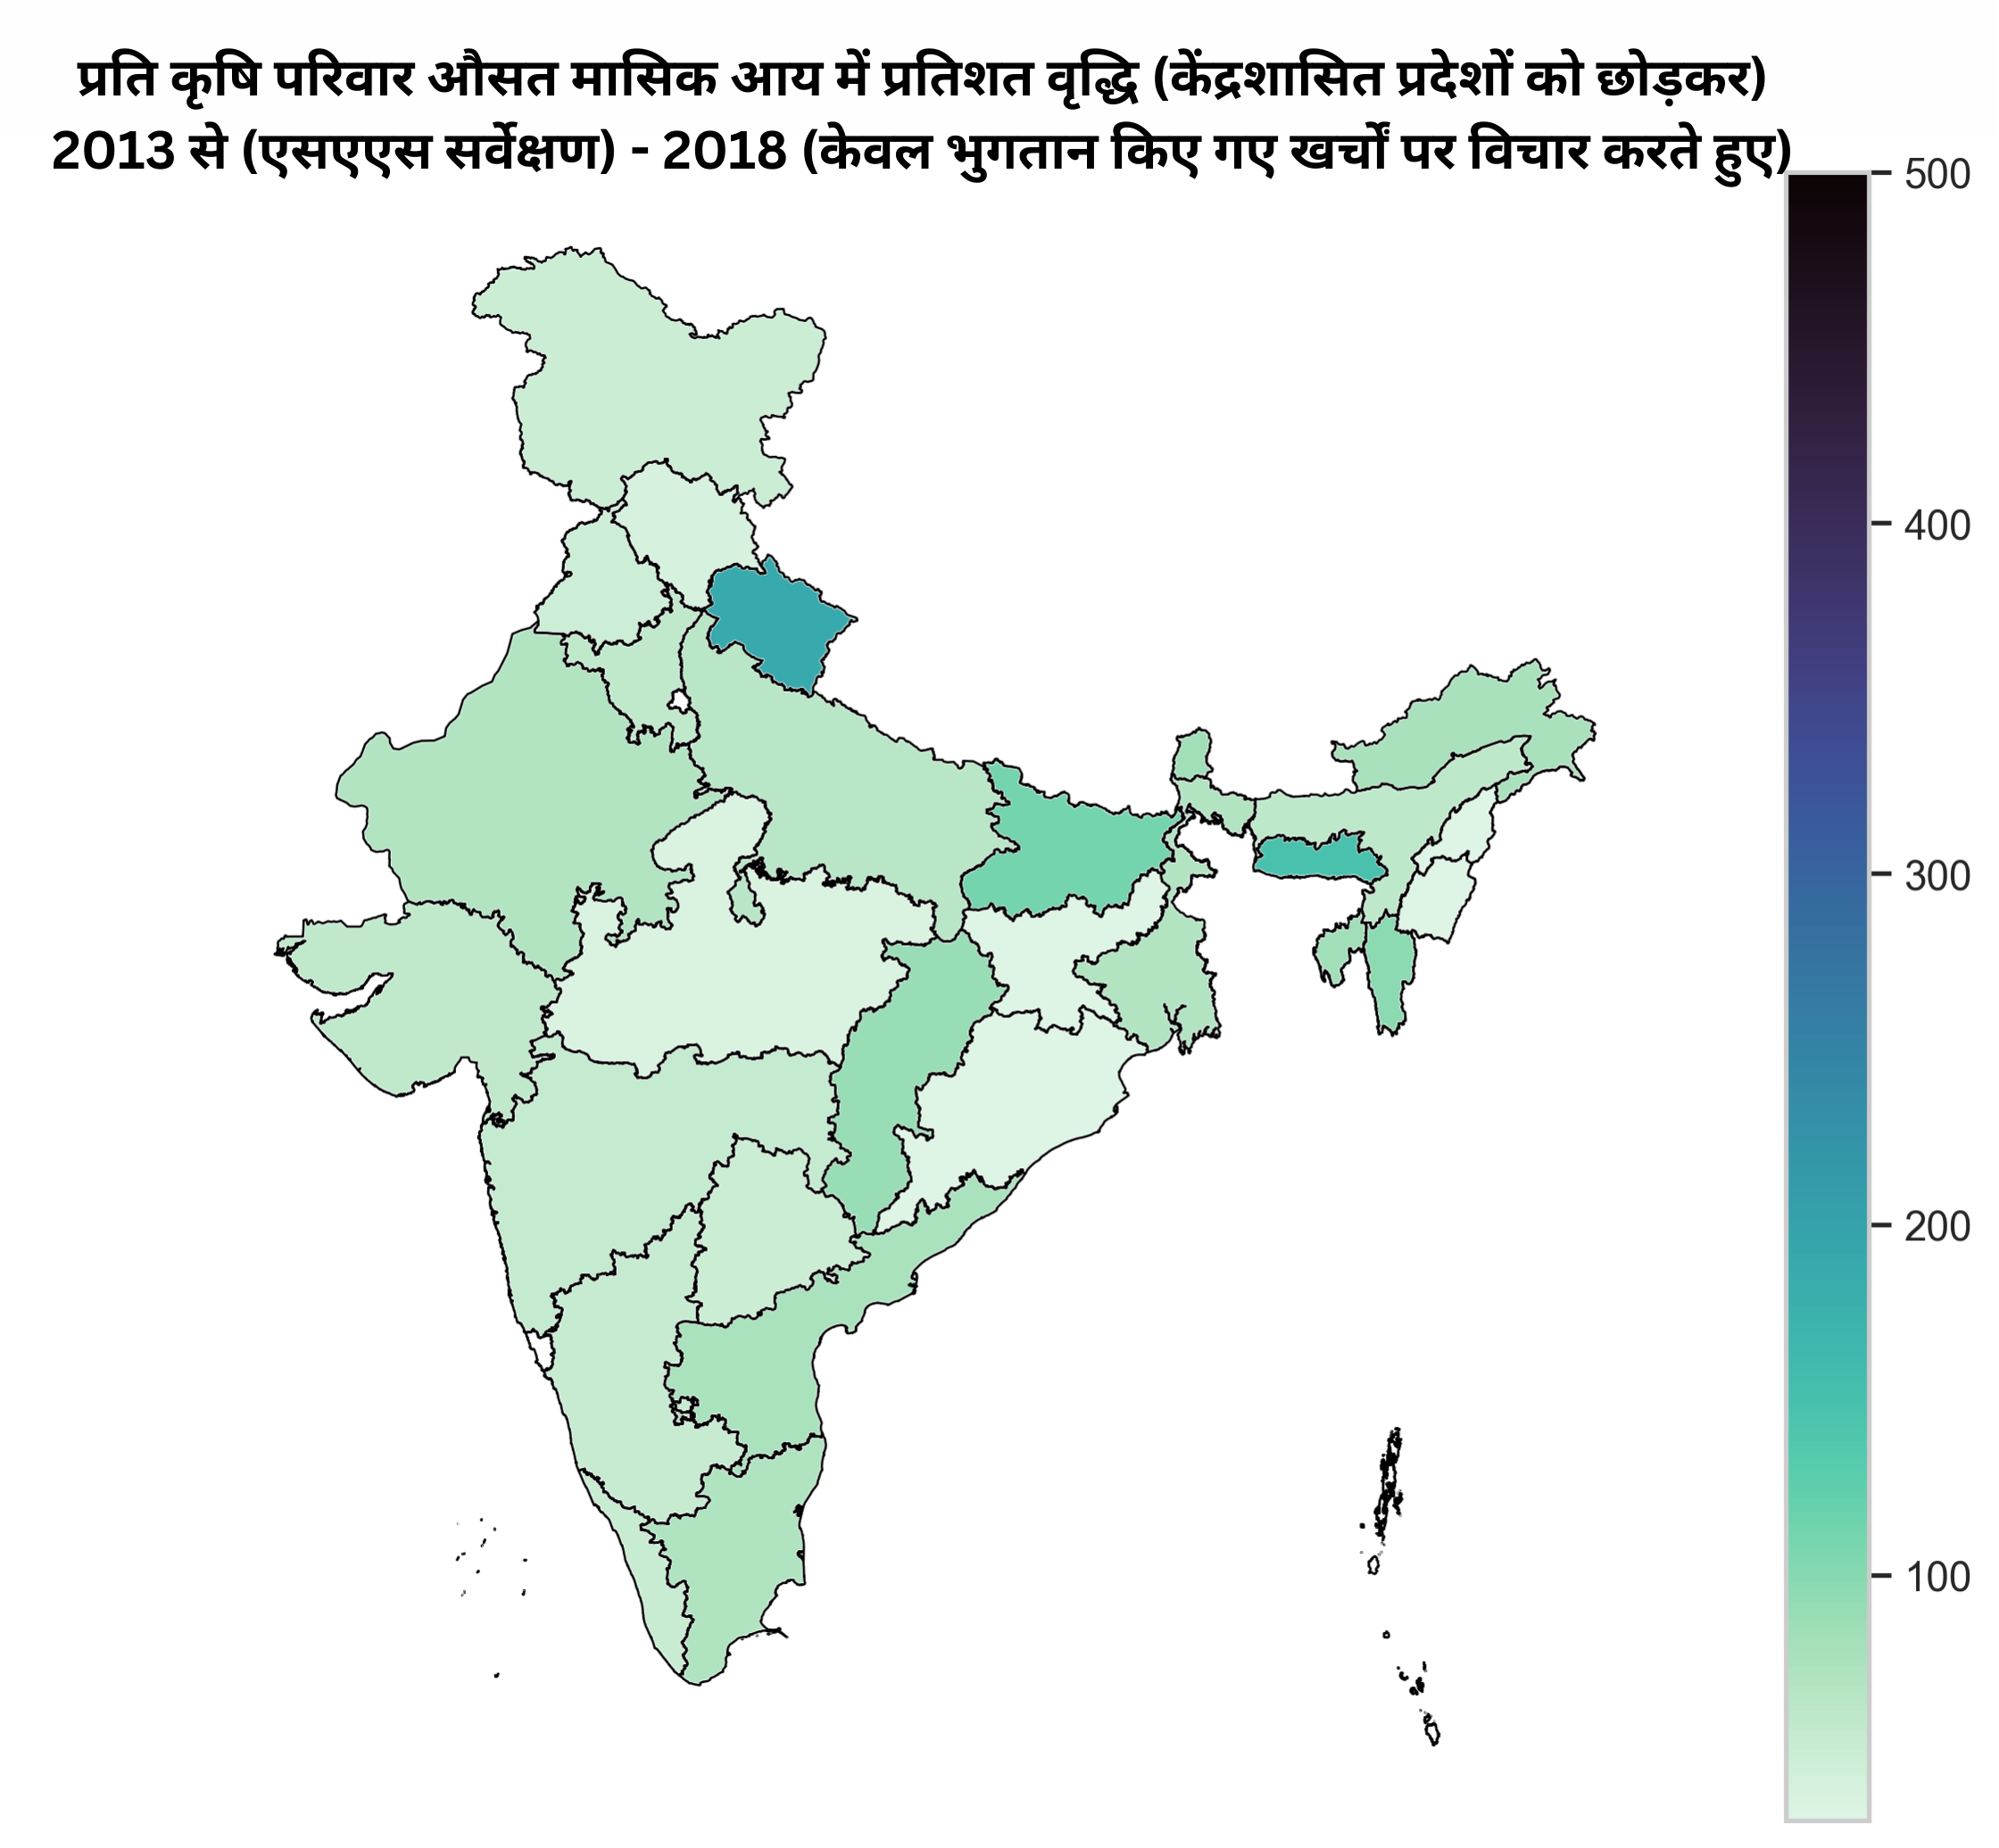 प्रति कृषि परिवार औसत मासिक आय में प्रतिशत वृद्धि (केंद्रशासित प्रदेशों को छोड़कर)
2013 से (एसएएस सर्वेक्षण) - 2018 (केवल भुगतान किए गए खर्चों पर विचार करते हुए)
500
400
300
200
100